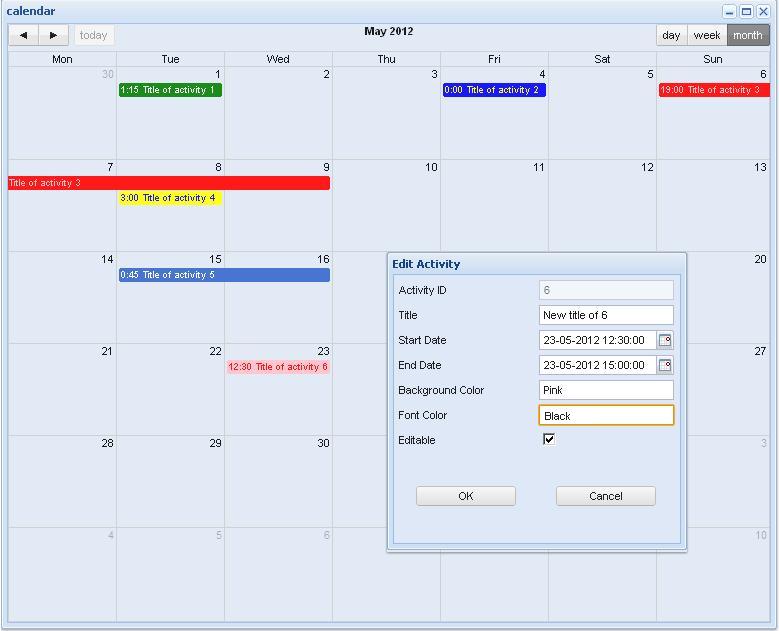 calendar
today
May 2012
day week month
Mon Tue Wed Thu Fri Sat Sun
30 1 2 3 4 5 6
1:15 Title of activity 1 0:00 Title of activity 2 19:00 Title of activity 3
7 8 9 10 11 12 13
Title of activity 3
3:00 Title of activity 4
14 15 16 20
0:45 Title of activity 5
21 22 23 27
12:30 Title of activity 6
28 29 30 3
4 5 6 10
Edit Activity
Activity ID 6
Title New title of 6
Start Date 23-05-2012 12:30:00
End Date 23-05-2012 15:00:00
Background Color Pink
Font Color Black
Editable
OK Cancel